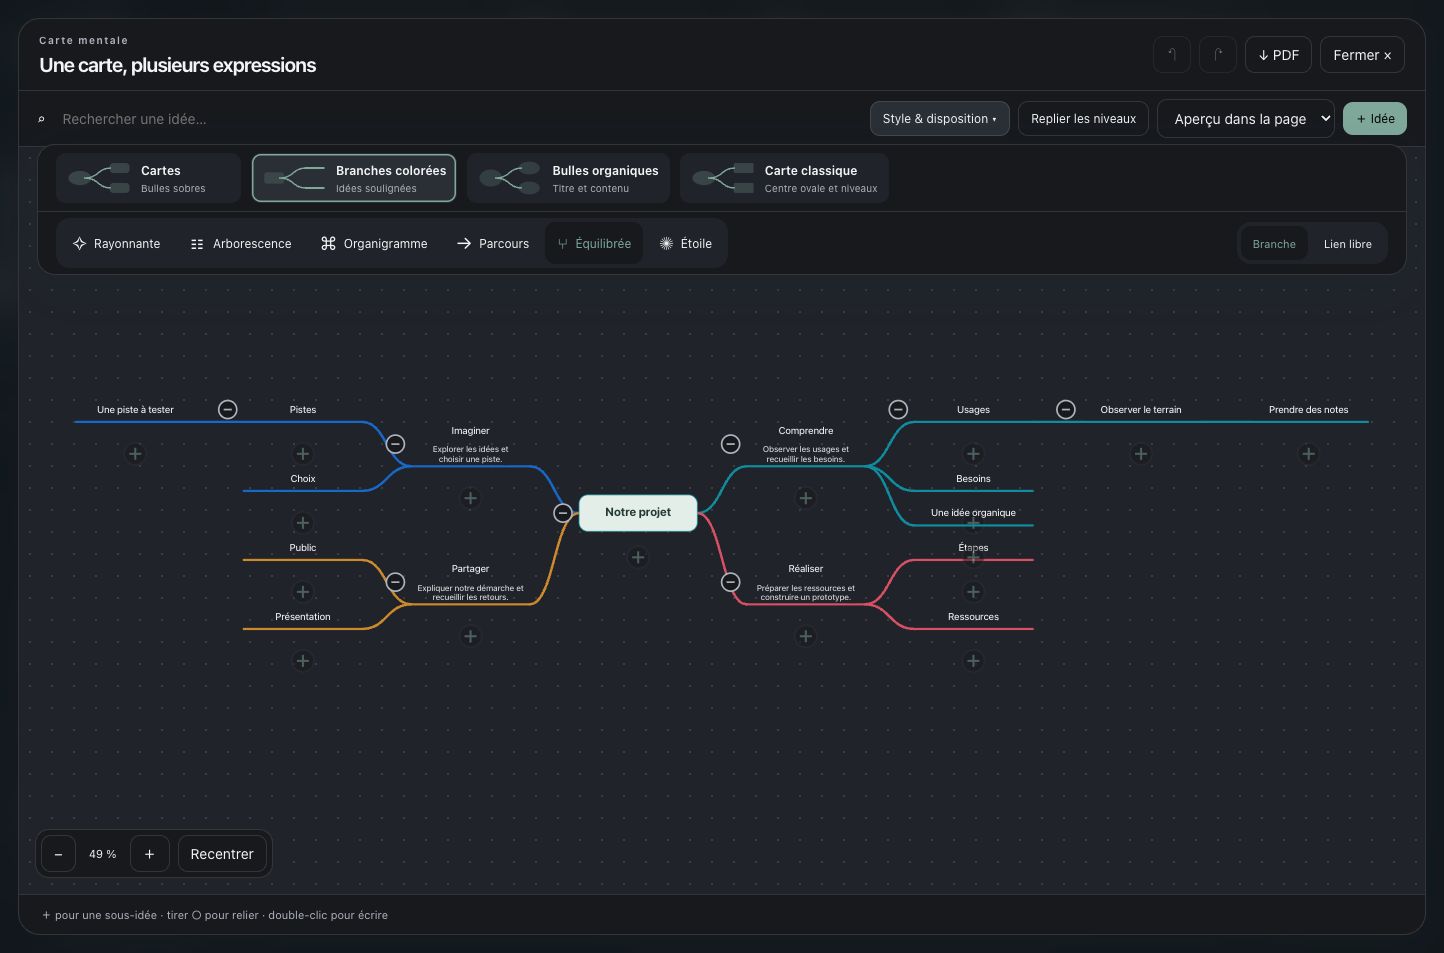 Carte mentale
Une carte, plusieurs expressions
↓ PDF
Fermer ×
Rechercher une idée...
Style & disposition ▾
Replier les niveaux
Aperçu dans la page
+ Idée
Cartes
Bulles sobres
Branches colorées
Idées soulignées
Bulles organiques
Titre et contenu
Carte classique
Centre ovale et niveaux
Rayonnante
Arborescence
Organigramme
Parcours
Équilibrée
Étoile
Branche
Lien libre
Une piste à tester
Pistes
Imaginer
Explorer les idées et
choisir une piste.
Choix
Public
Partager
Expliquer notre démarche et
recueillir les retours.
Présentation
Notre projet
Comprendre
Observer les usages et
recueillir les besoins.
Usages
Observer le terrain
Prendre des notes
Besoins
Une idée organique
Étapes
Réaliser
Préparer les ressources et
construire un prototype.
Ressources
− 49 % +
Recentrer
+ pour une sous-idée · tirer ○ pour relier · double-clic pour écrire